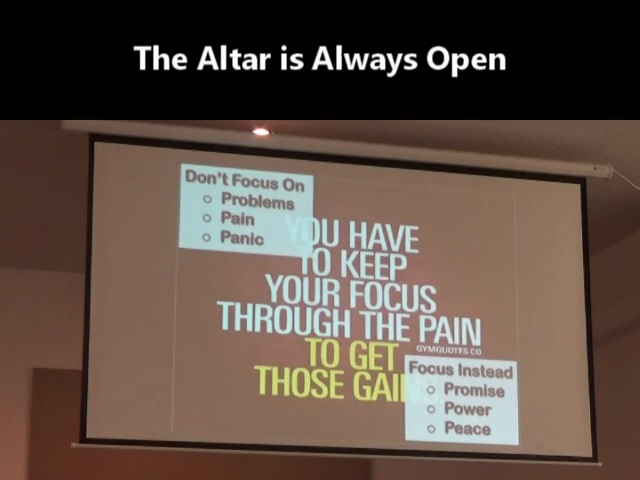 The Altar is Always Open
Don't Focus On
Problems
Pain
Panic
YOU HAVE
TO KEEP
YOUR FOCUS
THROUGH THE PAIN
GYMQUOTES.CO
TO GET
THOSE GAINS
Focus Instead
Promise
Power
Peace